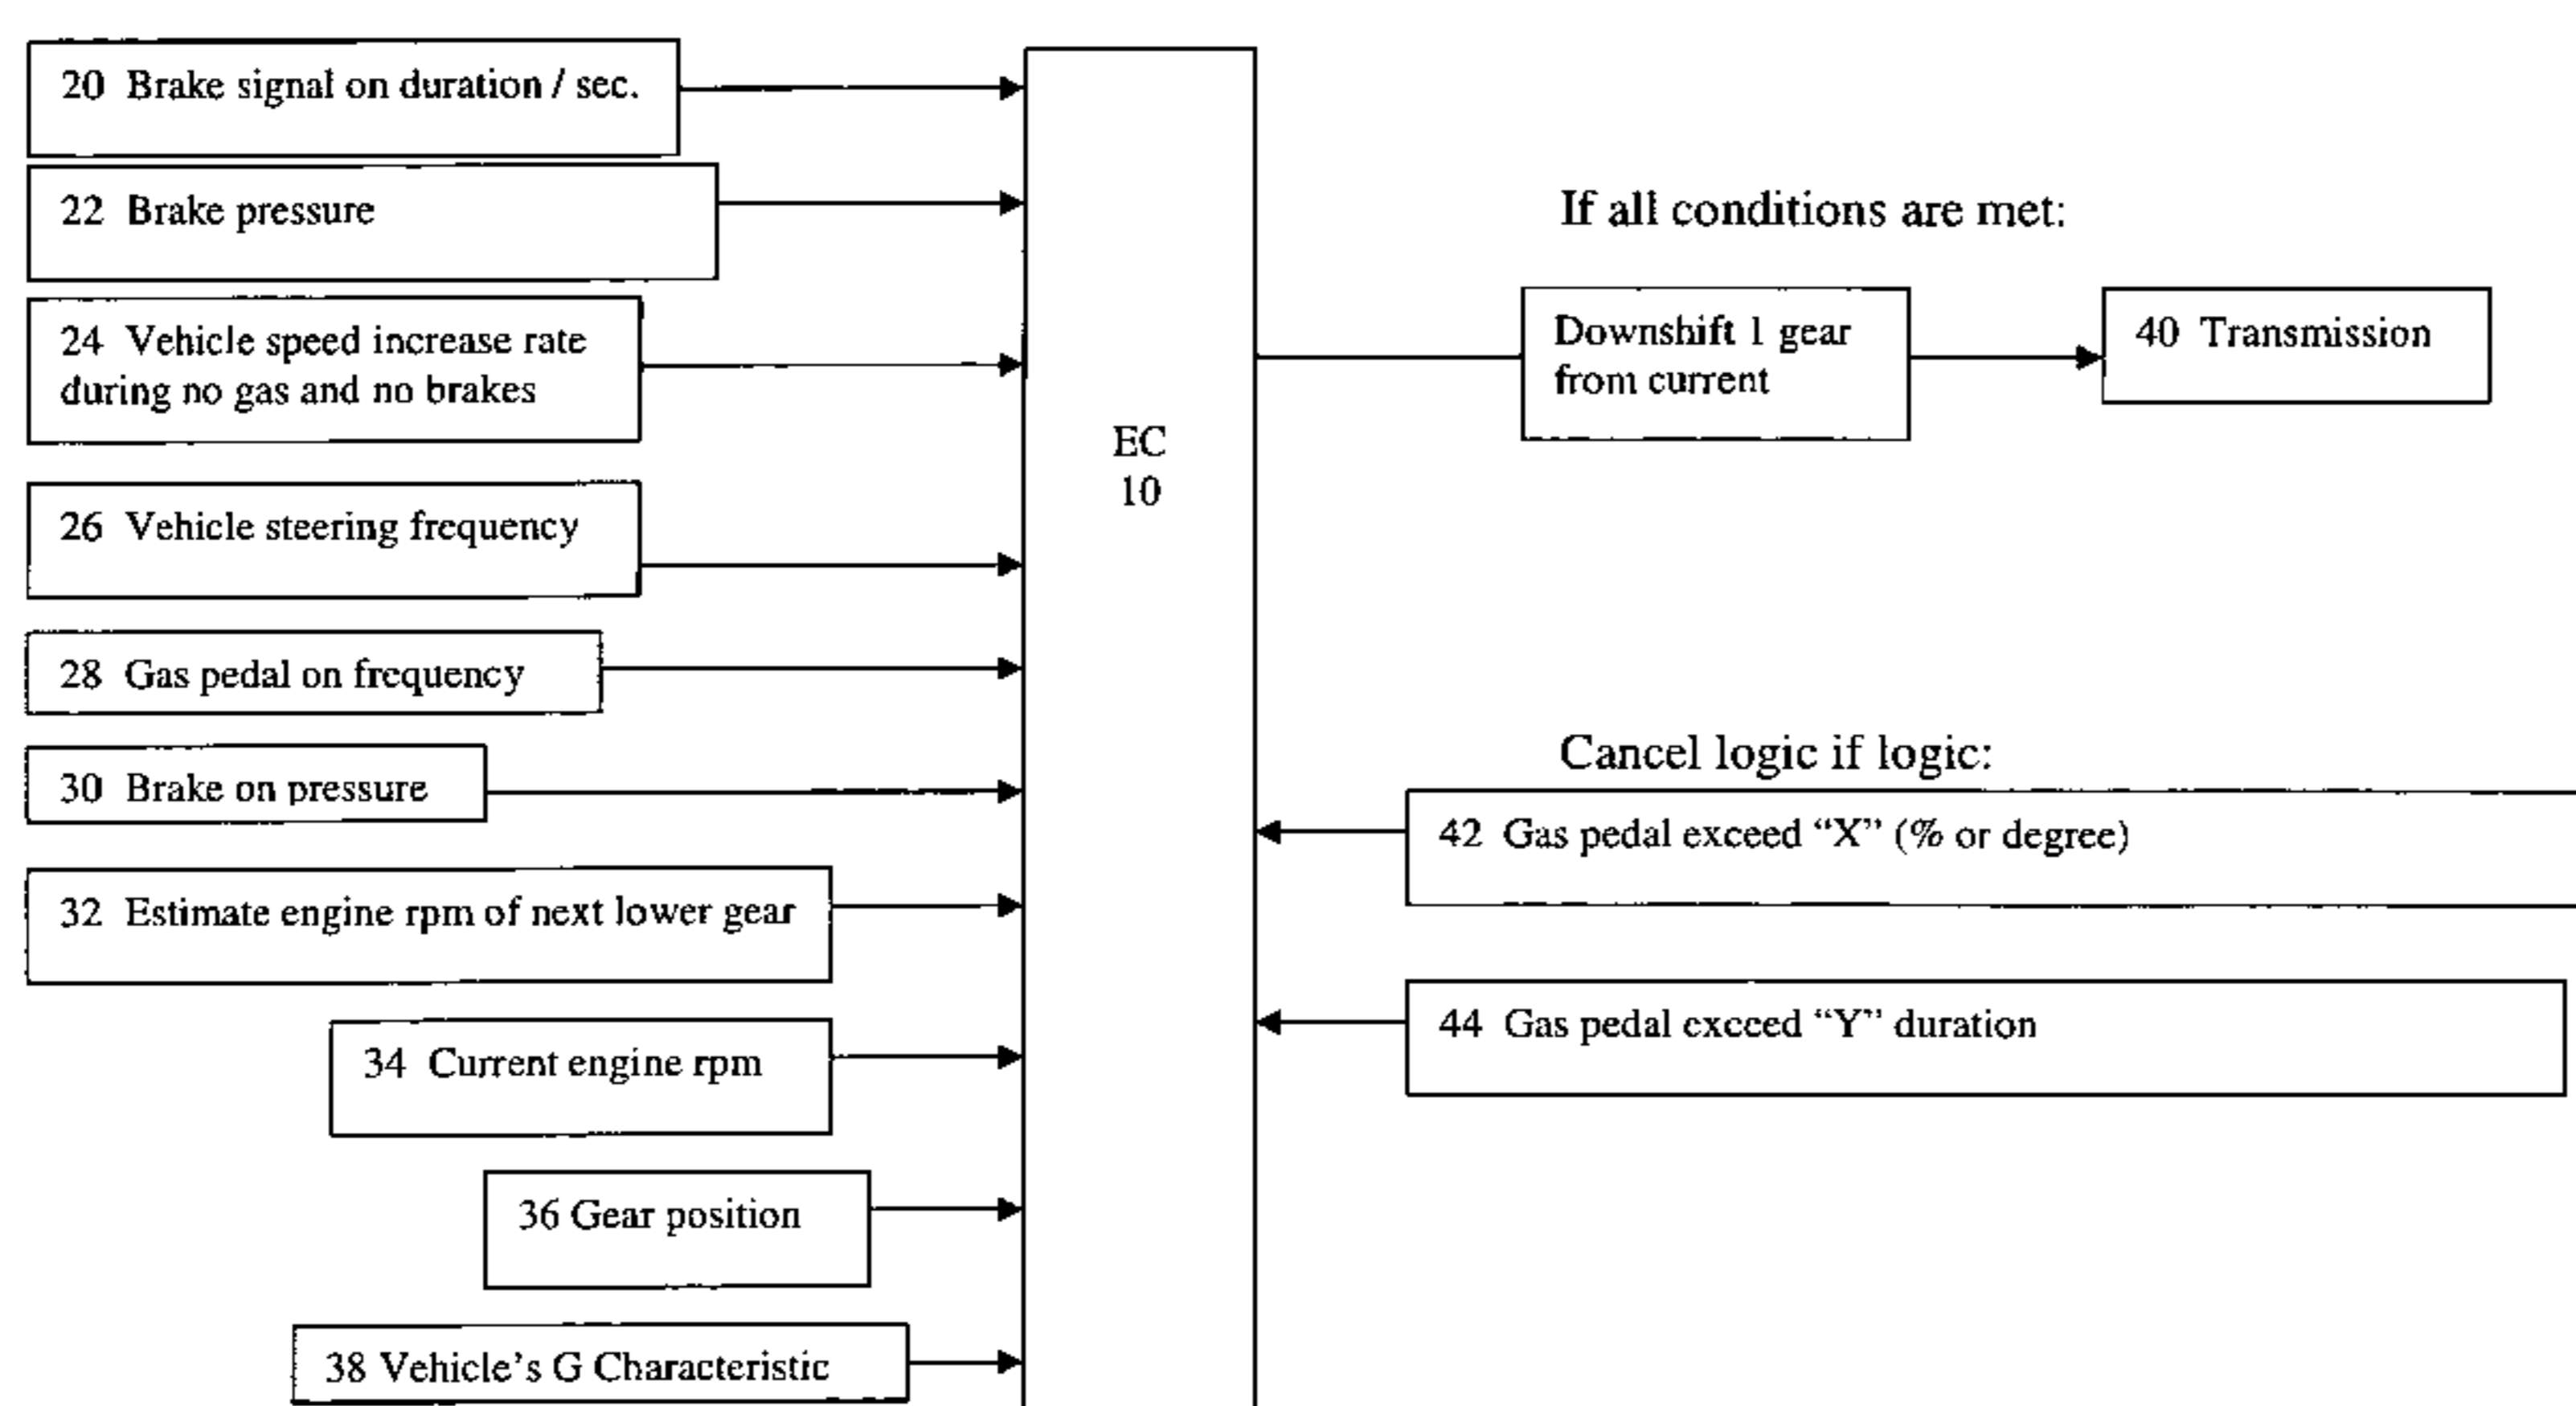 20 Brake signal on duration / sec.
22 Brake pressure
24 Vehicle speed increase rate
during no gas and no brakes
26 Vehicle steering frequency
28 Gas pedal on frequency
30 Brake on pressure
32 Estimate engine rpm of next lower gear
34 Current engine rpm
36 Gear position
38 Vehicle's G Characteristic
EC
10
If all conditions are met:
Downshift 1 gear
from current
40 Transmission
Cancel logic if logic:
42 Gas pedal exceed “X” (% or degree)
44 Gas pedal exceed “Y” duration